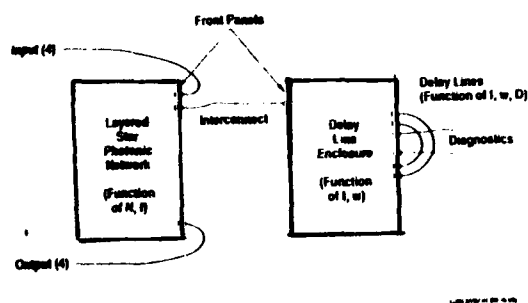 Front Panels
Input (4)
Delay Lines
(Function of I, w, D)
Layered
Star
Photonic
Network
(Function
of N, I)
Interconnect
Delay
Line
Enclosure
(Function
of I, w)
Diagnostics
Output (4)